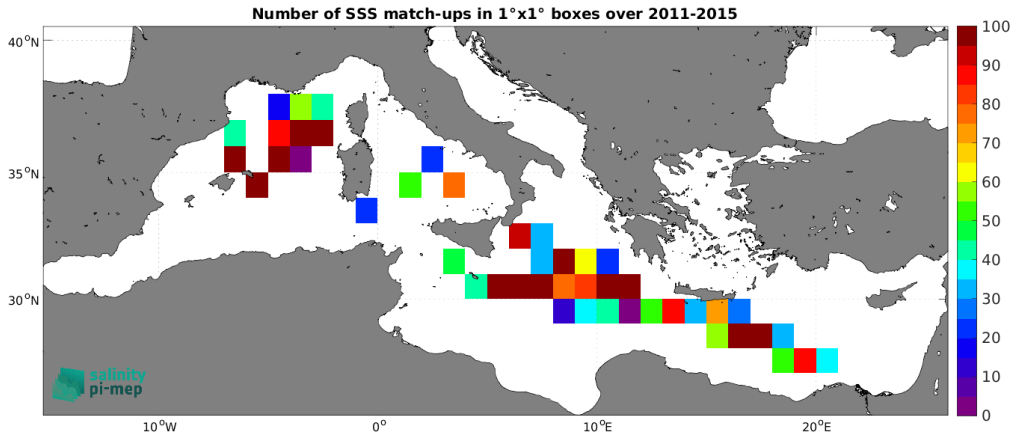 Number of SSS match-ups in 1°x1° boxes over 2011-2015
40°N
35°N
30°N
10°W
0°
10°E
20°E
100
90
80
70
60
50
40
30
20
10
0
salinity
pi-mep